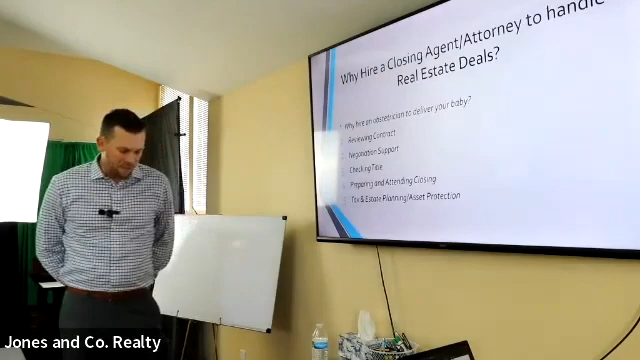 Why Hire a Closing Agent/Attorney to handle
Real Estate Deals?
Why hire an obstetrician to deliver your baby?
Reviewing Contract
Negotiation Support
Checking Title
Preparing and Attending Closing
Tax & Estate Planning/Asset Protection
Jones and Co. Realty